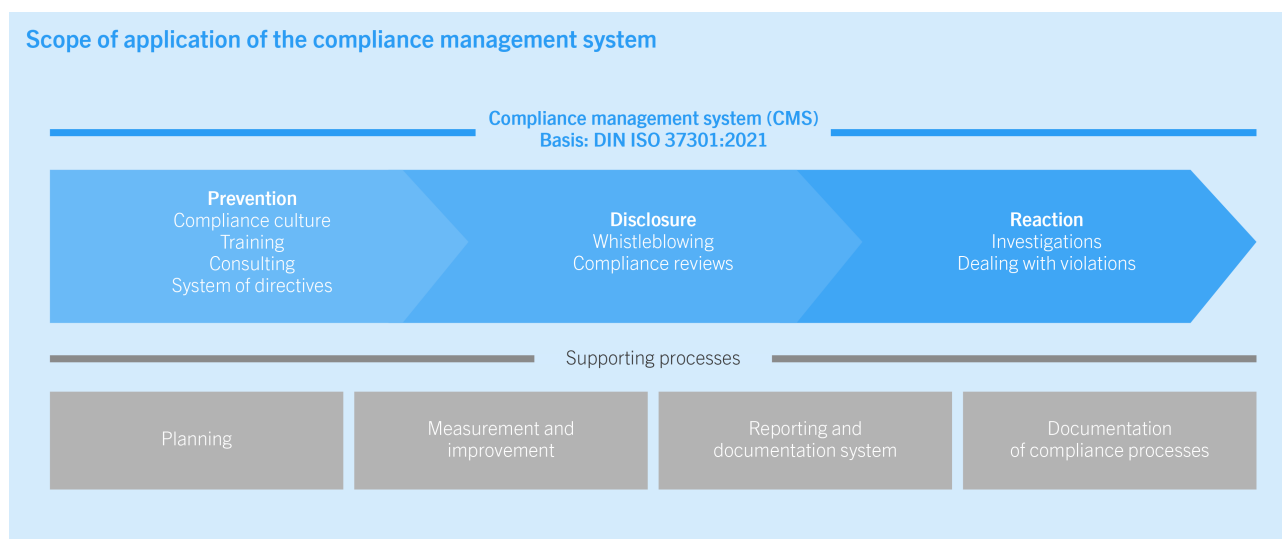 Scope of application of the compliance management system
Compliance management system (CMS)
Basis: DIN ISO 37301:2021
Prevention
Compliance culture
Training
Consulting
System of directives
Disclosure
Whistleblowing
Compliance reviews
Reaction
Investigations
Dealing with violations
Supporting processes
Planning
Measurement and
improvement
Reporting and
documentation system
Documentation
of compliance processes